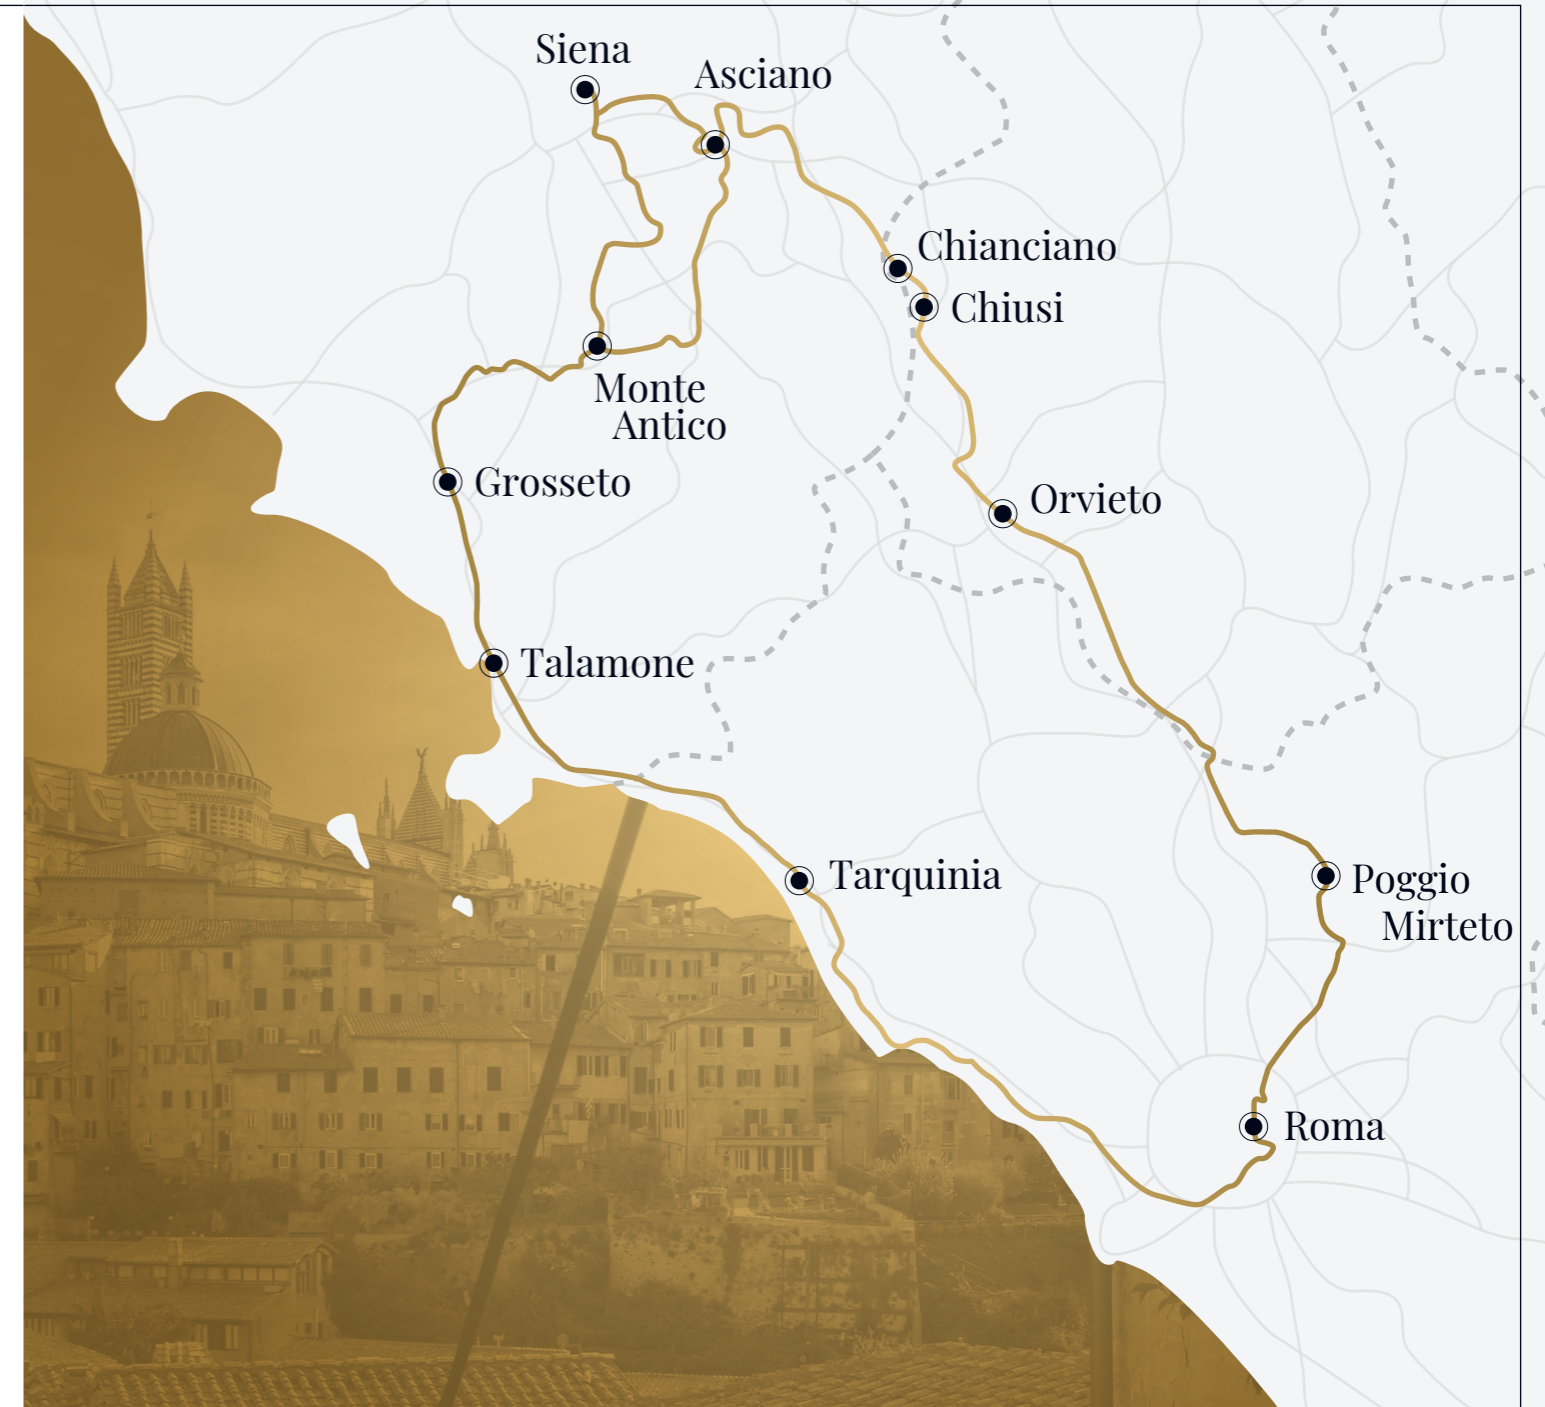 Siena
Asciano
Chianciano
Chiusi
Monte
Antico
Grosseto
Orvieto
Talamone
Tarquinia
Poggio
Mirteto
Roma